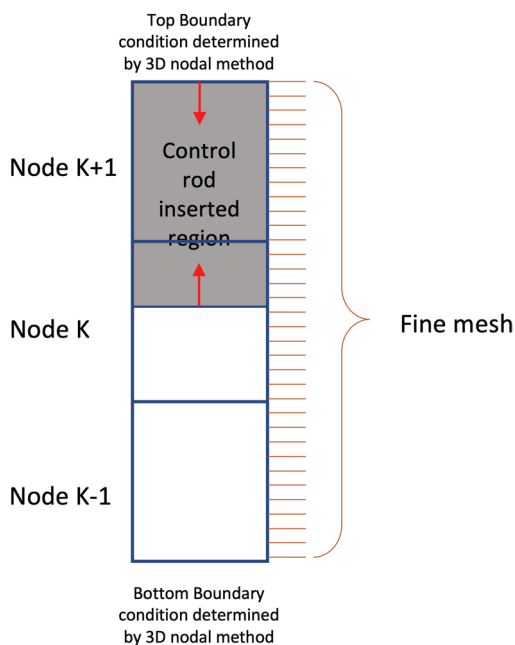 Top Boundary
condition determined
by 3D nodal method
Node K+1
Control
rod
inserted
region
Node K
Fine mesh
Node K-1
Bottom Boundary
condition determined
by 3D nodal method